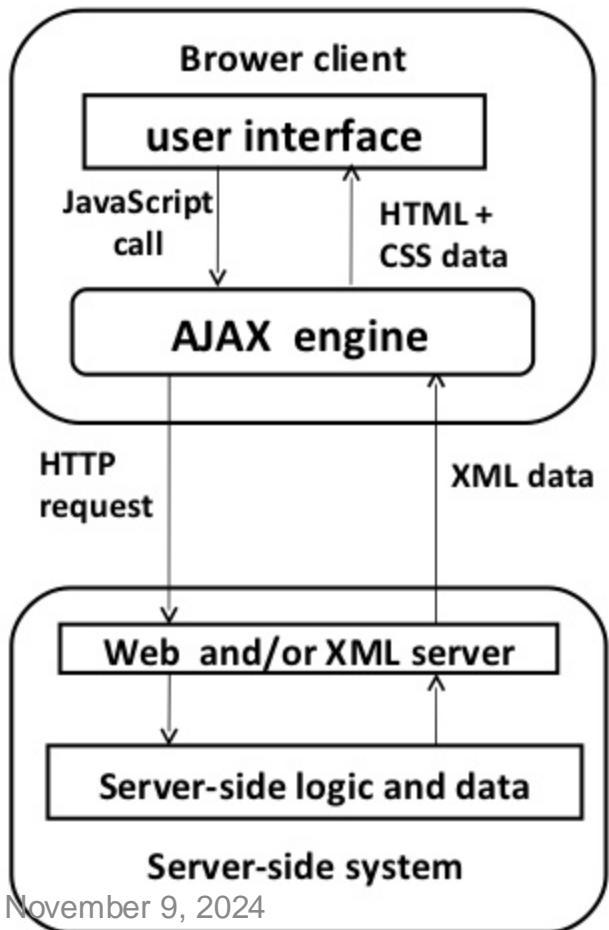 Brower client
user interface
JavaScript
call
HTML +
CSS data
AJAX engine
HTTP
request
XML data
Web and/or XML server
Server-side logic and data
Server-side system
November 9, 2024